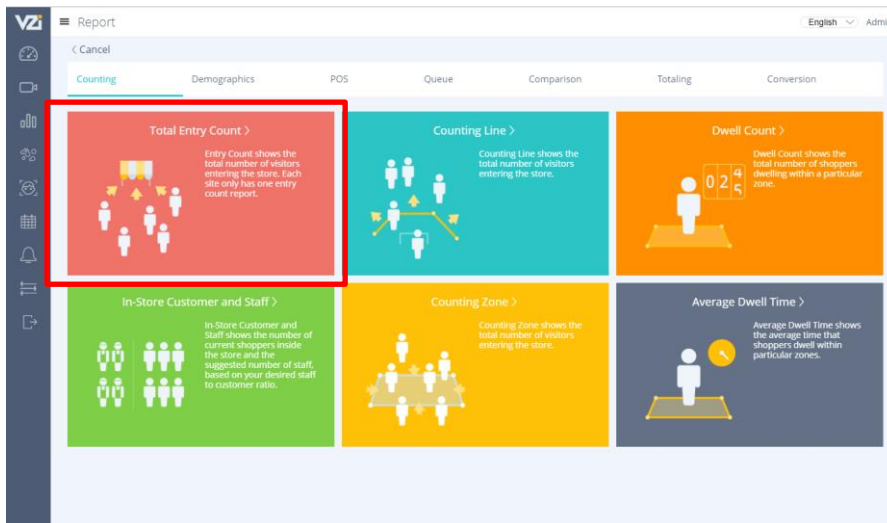 VZi
Report
English
Admi
< Cancel
Counting
Demographics
POS
Queue
Comparison
Totaling
Conversion
Total Entry Count >
Entry Count shows the
total number of visitors
entering the store. Each
site only has one entry
count report.
Counting Line >
Counting Line shows the
total number of visitors
entering the store.
Dwell Count >
Dwell Count shows the
total number of shoppers
dwelling within a particular
zone.
0 2 4
5
In-Store Customer and Staff >
In-Store Customer and
Staff shows the number of
current shoppers inside
the store and the
suggested number of staff,
based on your desired staff
to customer ratio.
Counting Zone >
Counting Zone shows the
total number of visitors
entering the store.
Average Dwell Time >
Average Dwell Time shows
the average time that
shoppers dwell within
particular zones.